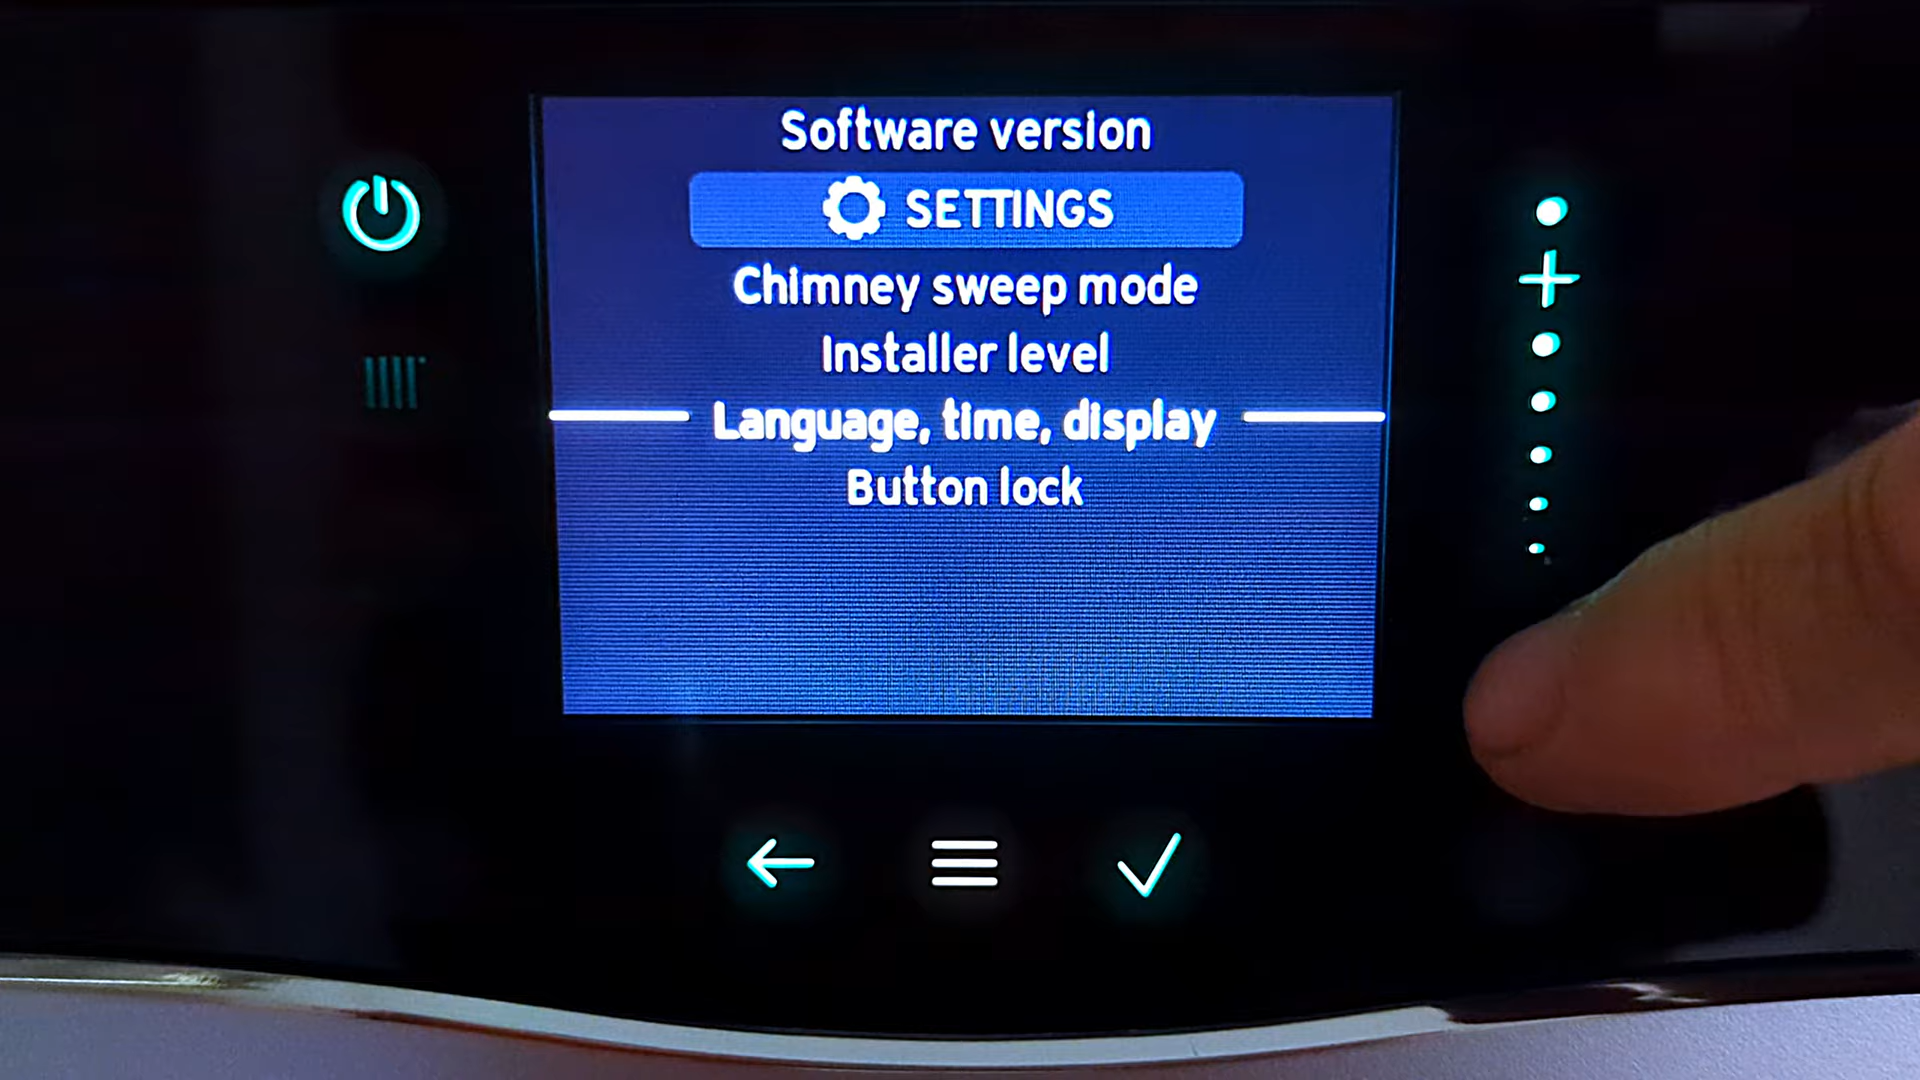 Software version
SETTINGS
Chimney sweep mode
Installer level
Language, time, display
Button lock